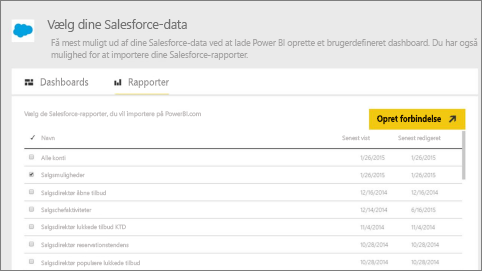 Vælg dine Salesforce-data
Få mest muligt ud af dine Salesforce-data ved at lade Power BI oprette et brugerdefineret dashboard. Du har også
mulighed for at importere dine Salesforce-rapporter.
Dashboards Rapporter
Vælg de Salesforce-rapporter, du vil importere på PowerBI.com
Opret forbindelse
✓ Navn Senest vist Senest redigeret
Alle konti 1/26/2015 1/26/2015
Salgsmuligheder 1/26/2015 1/26/2015
Salgsdirektør åbne tilbud 12/16/2014 12/16/2014
Salgschefaktiviteter 12/14/2014 6/16/2015
Salgsdirektør lukkede tilbud KTD 11/4/2014 11/4/2014
Salgsdirektør reservationstendens 10/28/2014 10/28/2014
Salgsdirektør populære lukkede tilbud 10/28/2014 10/28/2014